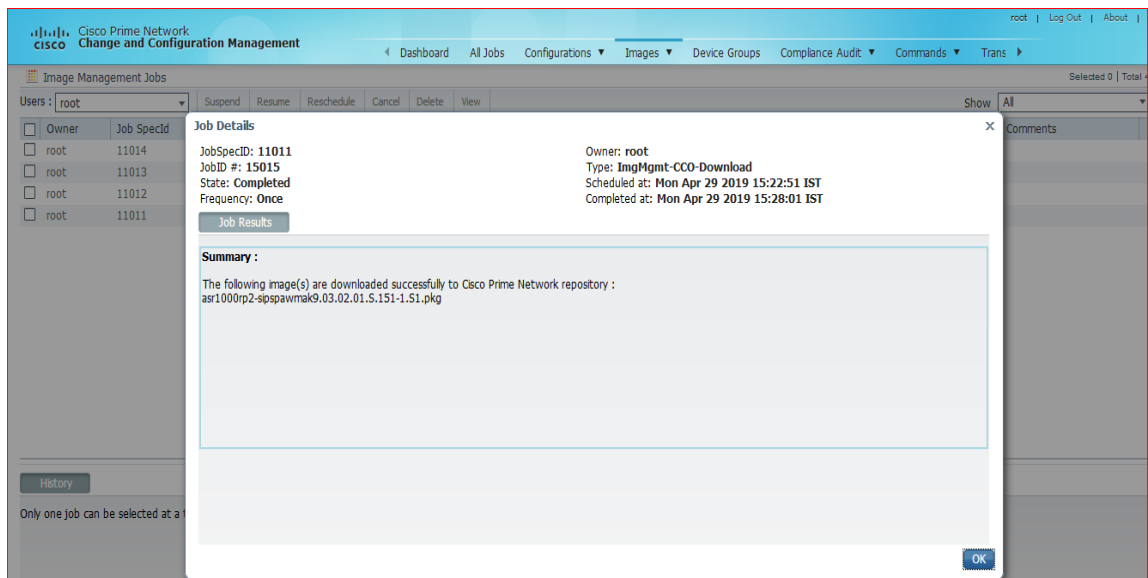 root | Log Out | About |
Cisco Prime Network
CISCO Change and Configuration Management
Dashboard All Jobs Configurations ▼ Images ▼ Device Groups Compliance Audit ▼ Commands ▼ Trans
Image Management Jobs Selected 0 | Total 4
Users : root Suspend Resume Reschedule Cancel Delete View Show All
Owner Job SpecId Job Details Comments
root 11014
root 11013
root 11012
root 11011
JobSpecID: 11011 Owner: root
JobID #: 15015 Type: ImgMgmt-CCO-Download
State: Completed Scheduled at: Mon Apr 29 2019 15:22:51 IST
Frequency: Once Completed at: Mon Apr 29 2019 15:28:01 IST
Job Results
Summary :
The following image(s) are downloaded successfully to Cisco Prime Network repository :
asr1000rp2-sipspawmak9.03.02.01.S.151-1.S1.pkg
History
Only one job can be selected at a
OK